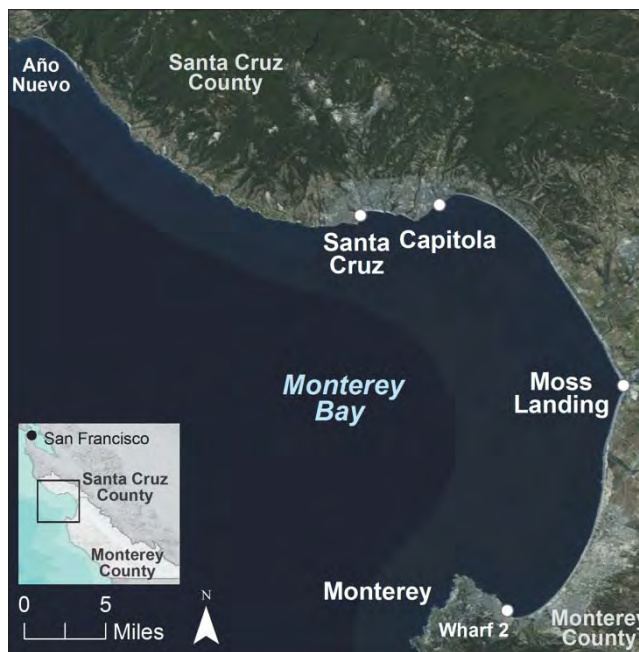 Año
Nuevo
Santa Cruz
County
Santa
Cruz
Capitola
Monterey
Bay
Moss
Landing
San Francisco
Santa Cruz
County
Monterey
County
Monterey
Wharf 2
Monterey
County
0 5
Miles
N